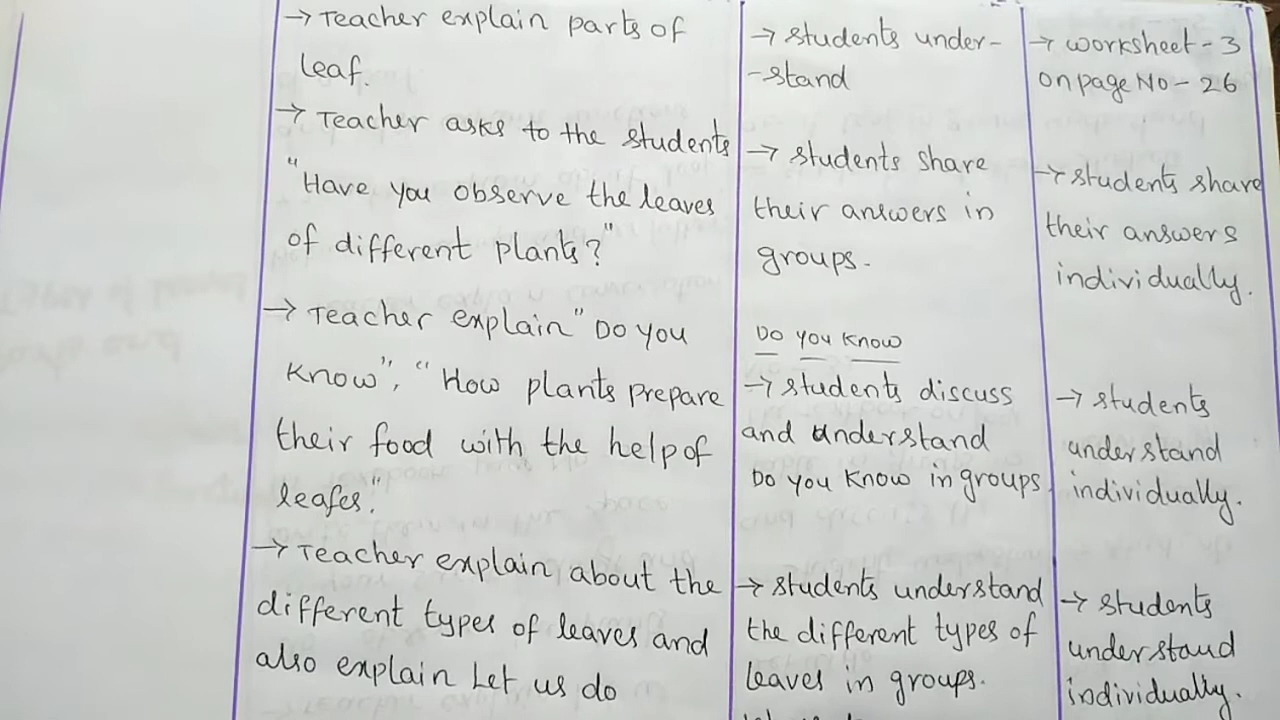 → Teacher explain parts of
leaf.
→ Teacher asks to the students
"Have you observe the leaves
of different plants?"
→ Teacher explain "Do you
Know", "How plants prepare
their food with the help of
leafes."
→ Teacher explain about the
different types of leaves and
also explain Let us do
→ students under-
-stand
→ students share
their answers in
groups.
Do you know
→ students discuss
and understand
Do you Know in groups.
→ students understand
the different types of
leaves in groups.
→ worksheet - 3
on page No - 26
→ students share
their answers
individually.
→ students
understand
individually.
→ students
understand
individually.